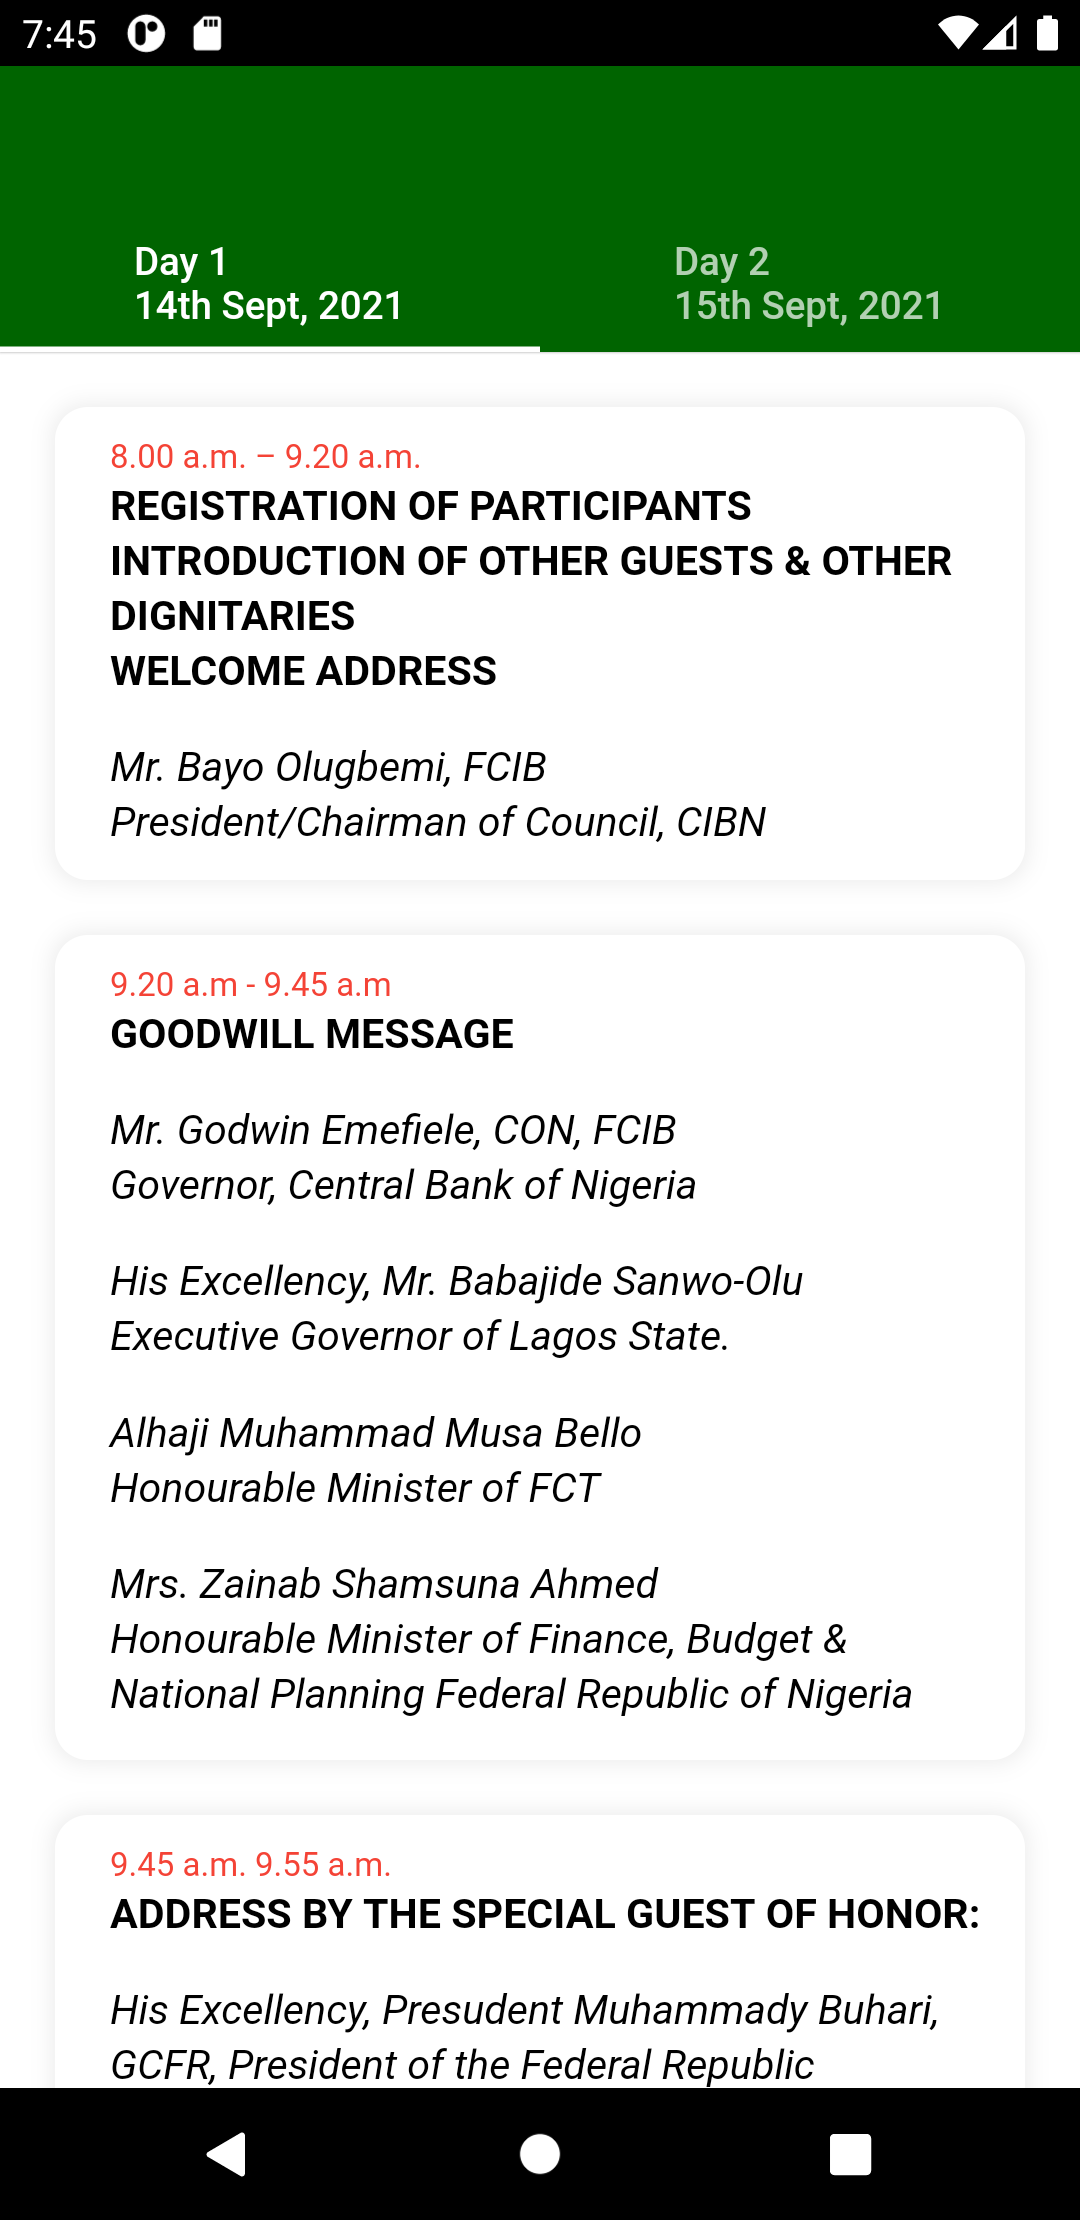 7:45
Day 1
14th Sept, 2021
Day 2
15th Sept, 2021
8.00 a.m. – 9.20 a.m.
REGISTRATION OF PARTICIPANTS
INTRODUCTION OF OTHER GUESTS & OTHER
DIGNITARIES
WELCOME ADDRESS
Mr. Bayo Olugbemi, FCIB
President/Chairman of Council, CIBN
9.20 a.m - 9.45 a.m
GOODWILL MESSAGE
Mr. Godwin Emefiele, CON, FCIB
Governor, Central Bank of Nigeria
His Excellency, Mr. Babajide Sanwo-Olu
Executive Governor of Lagos State.
Alhaji Muhammad Musa Bello
Honourable Minister of FCT
Mrs. Zainab Shamsuna Ahmed
Honourable Minister of Finance, Budget &
National Planning Federal Republic of Nigeria
9.45 a.m. 9.55 a.m.
ADDRESS BY THE SPECIAL GUEST OF HONOR:
His Excellency, Presudent Muhammady Buhari,
GCFR, President of the Federal Republic